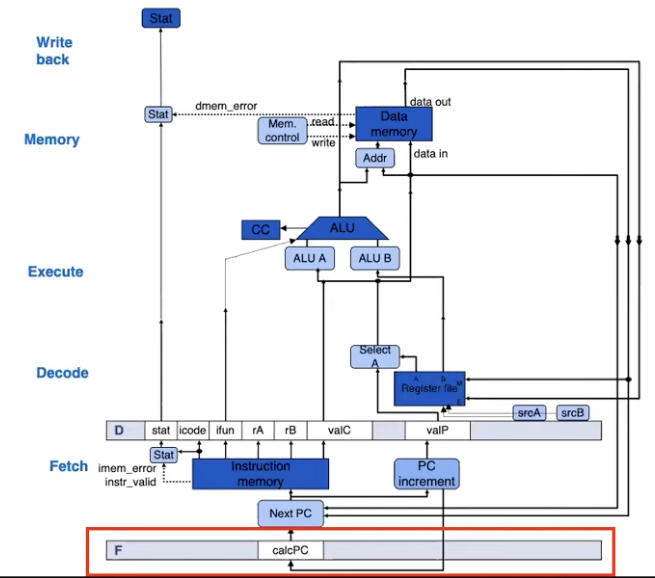 Stat
Write
back
Stat
dmem_error
Mem.
control
read
write
Data
memory
data out
Memory
Addr
data in
CC
ALU
ALU A
ALU B
Execute
Select
A
Decode
A
B
M
Register file
E
srcA
srcB
D
stat
icode
ifun
rA
rB
valC
valP
Fetch
Stat
imem_error
instr_valid
Instruction
memory
PC
increment
Next PC
F
calcPC